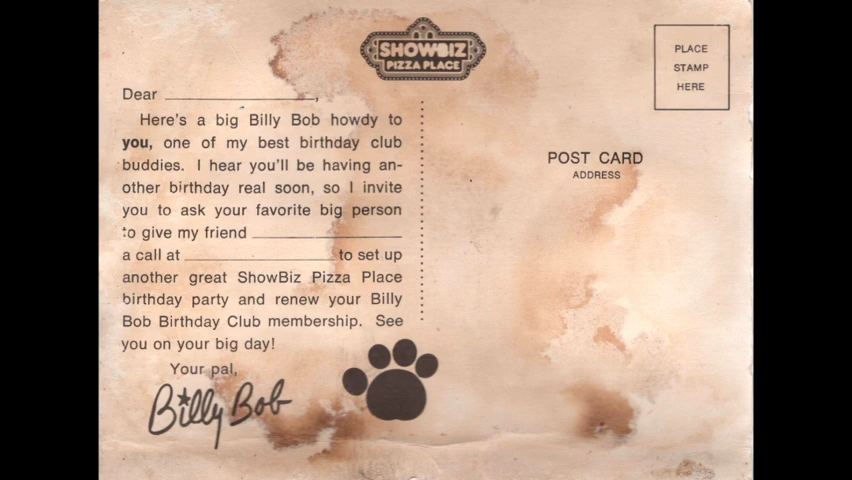 SHOWBIZ
PIZZA PLACE
PLACE
STAMP
HERE
Dear ____________________,
Here's a big Billy Bob howdy to
you, one of my best birthday club
buddies. I hear you'll be having an-
other birthday real soon, so I invite
you to ask your favorite big person
to give my friend ____________________
a call at ____________________ to set up
another great ShowBiz Pizza Place
birthday party and renew your Billy
Bob Birthday Club membership. See
you on your big day!
Your pal,
Billy Bob
POST CARD
ADDRESS